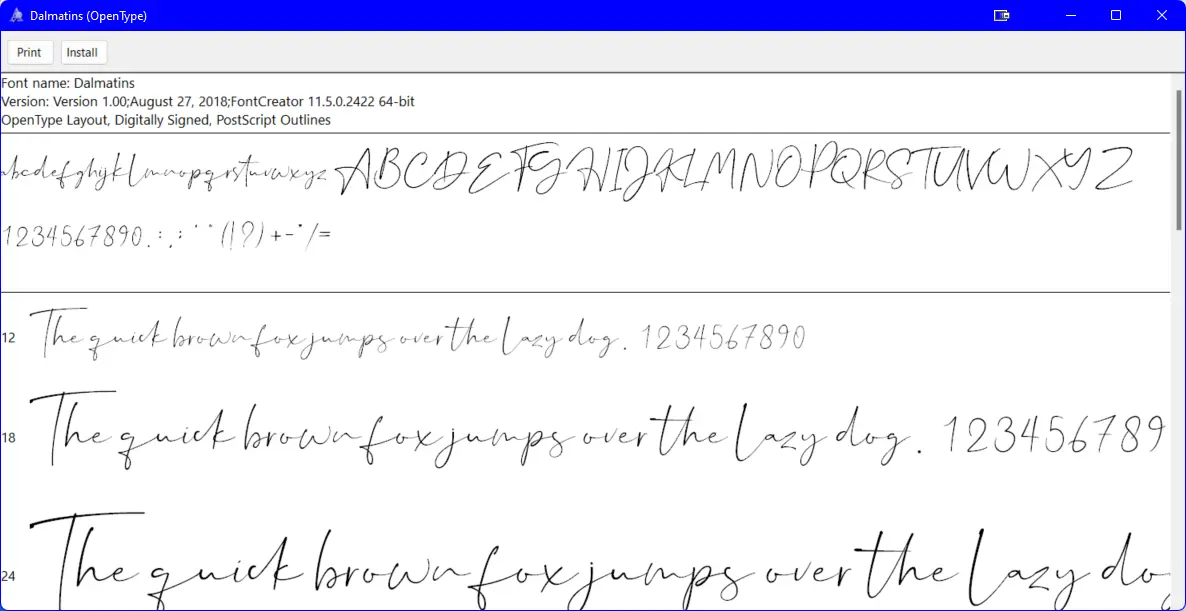 Dalmatins (OpenType)
Print Install
Font name: Dalmatins
Version: Version 1.00;August 27, 2018;FontCreator 11.5.0.2422 64-bit
OpenType Layout, Digitally Signed, PostScript Outlines
abcdefghijklmnopqrstuvwxyz ABCDEFGHIJKLMNOPQRSTUVWXYZ
1234567890.:,; ' " (!?) +-*/=
12 The quick brown fox jumps over the lazy dog. 1234567890
18 The quick brown fox jumps over the lazy dog. 123456789
24 The quick brown fox jumps over the lazy do